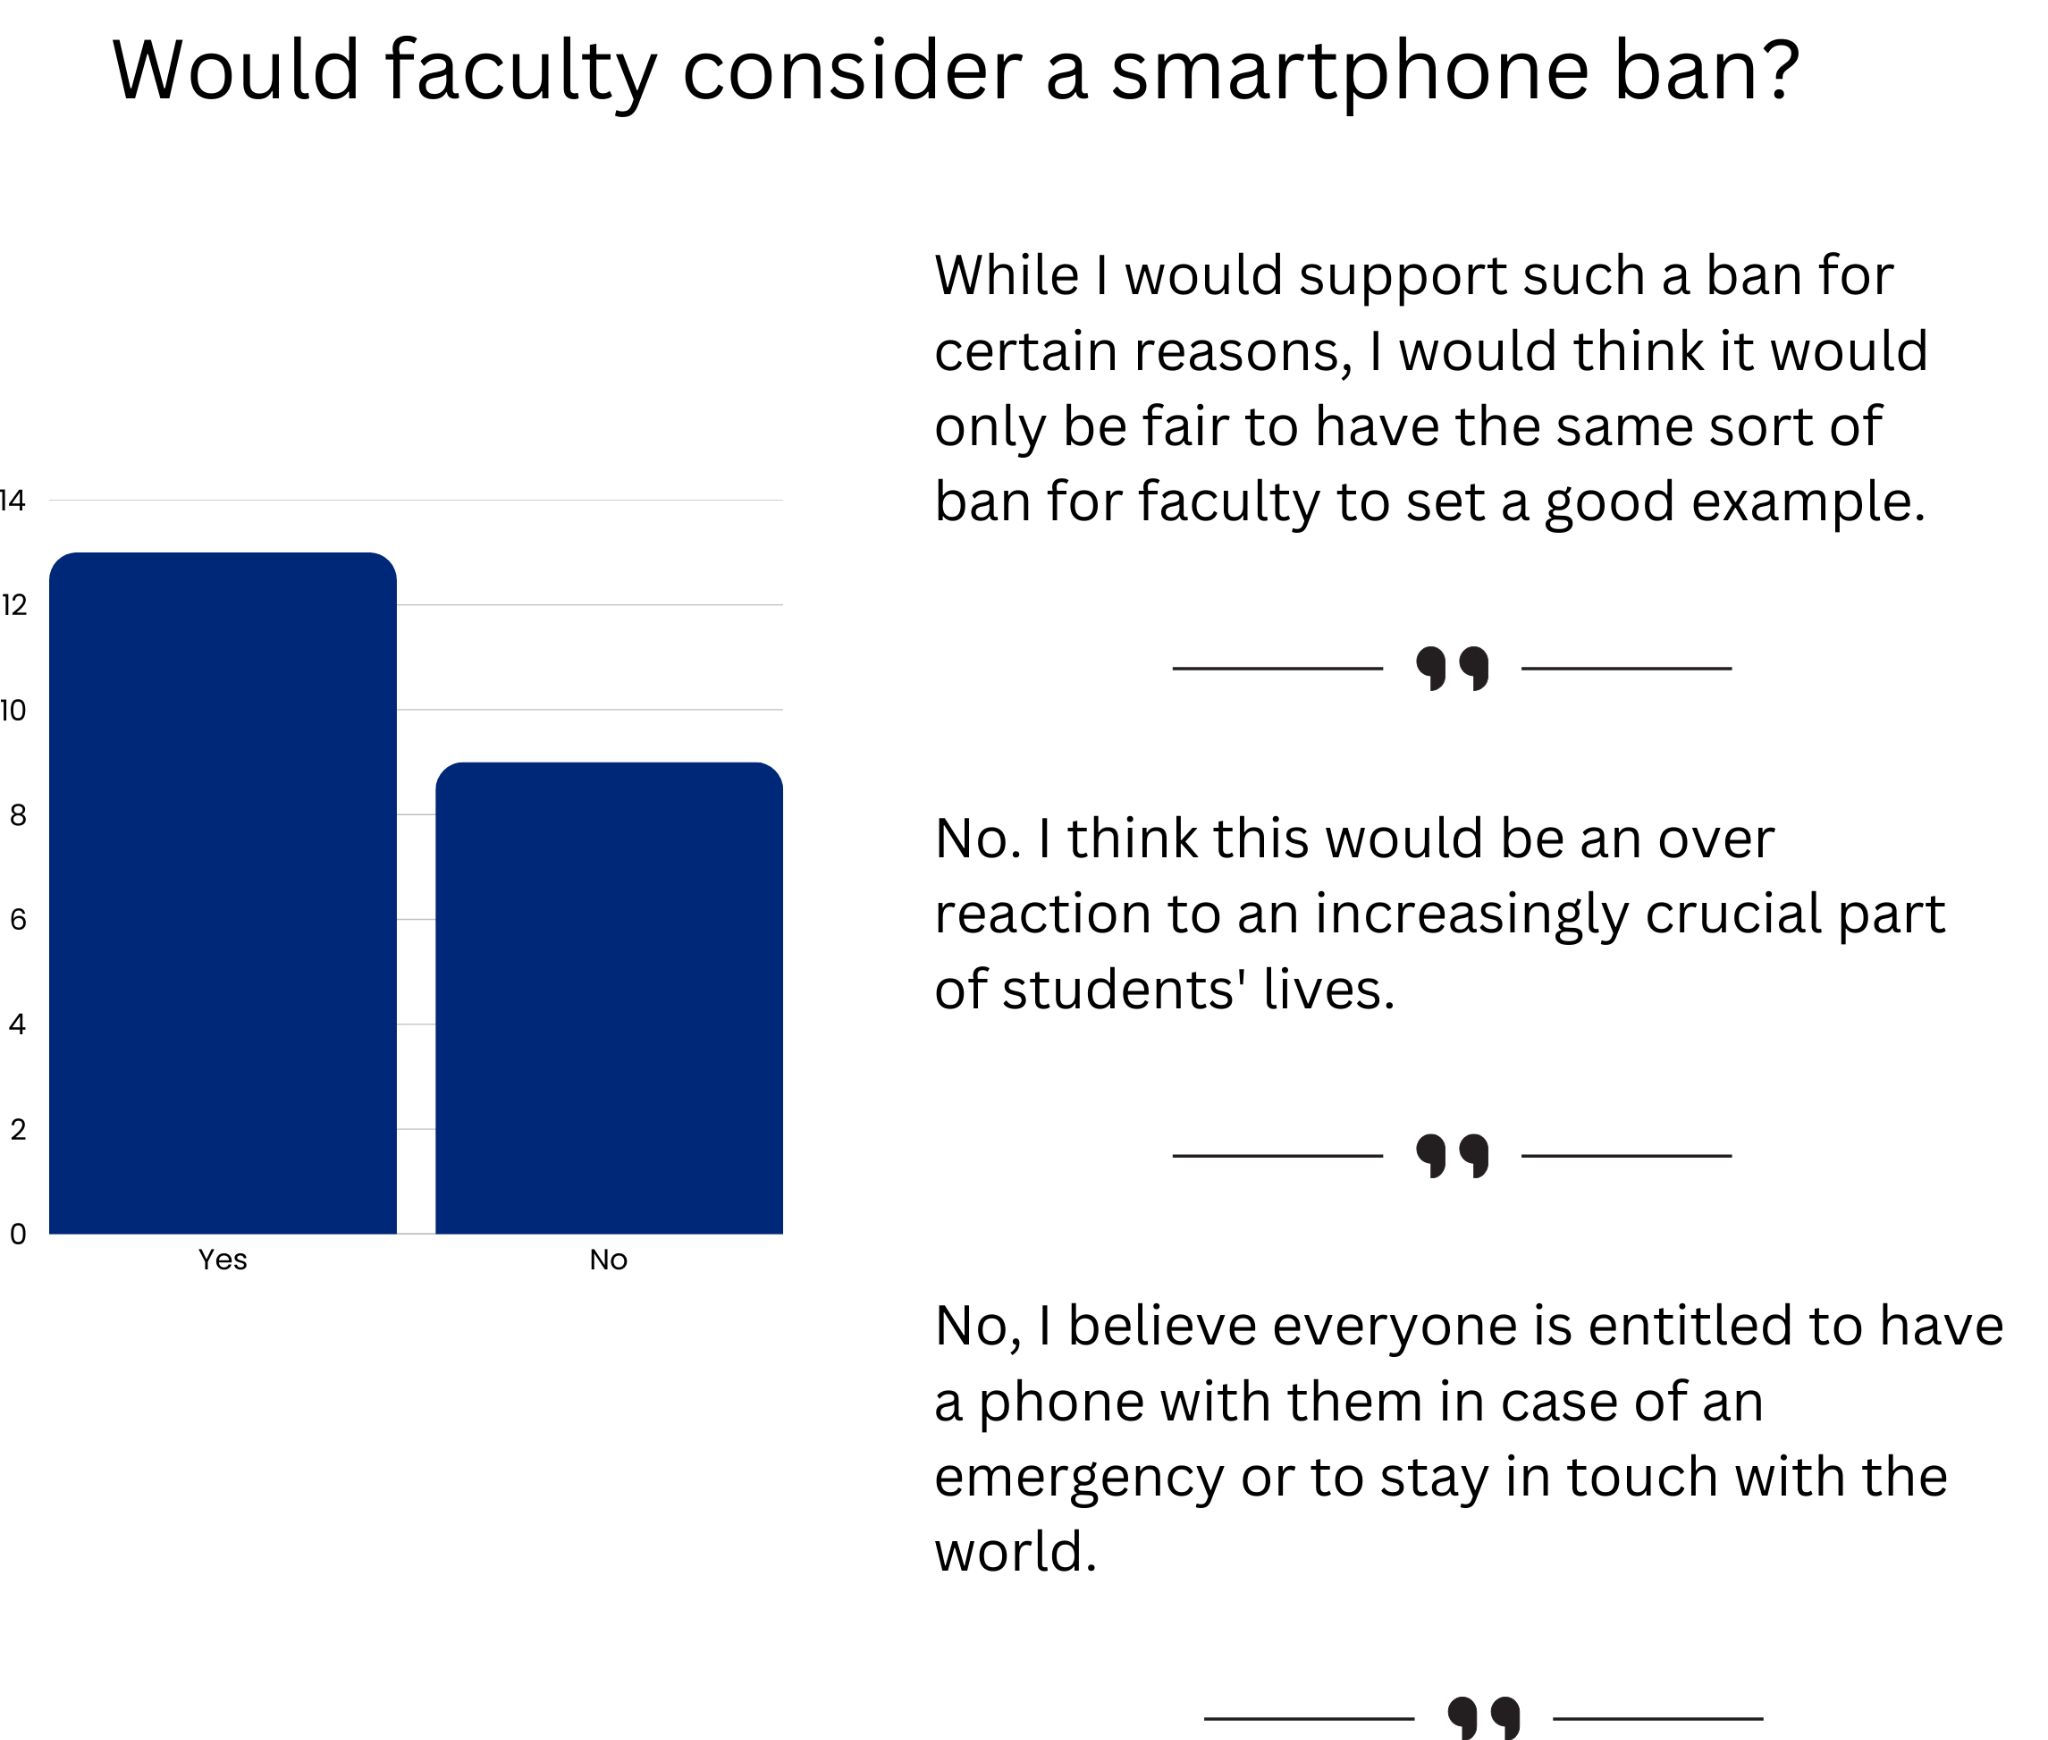 Would faculty consider a smartphone ban?
While I would support such a ban for
certain reasons, I would think it would
only be fair to have the same sort of
ban for faculty to set a good example.
No. I think this would be an over
reaction to an increasingly crucial part
of students' lives.
No, I believe everyone is entitled to have
a phone with them in case of an
emergency or to stay in touch with the
world.
14
12
10
8
6
4
2
0
Yes
No